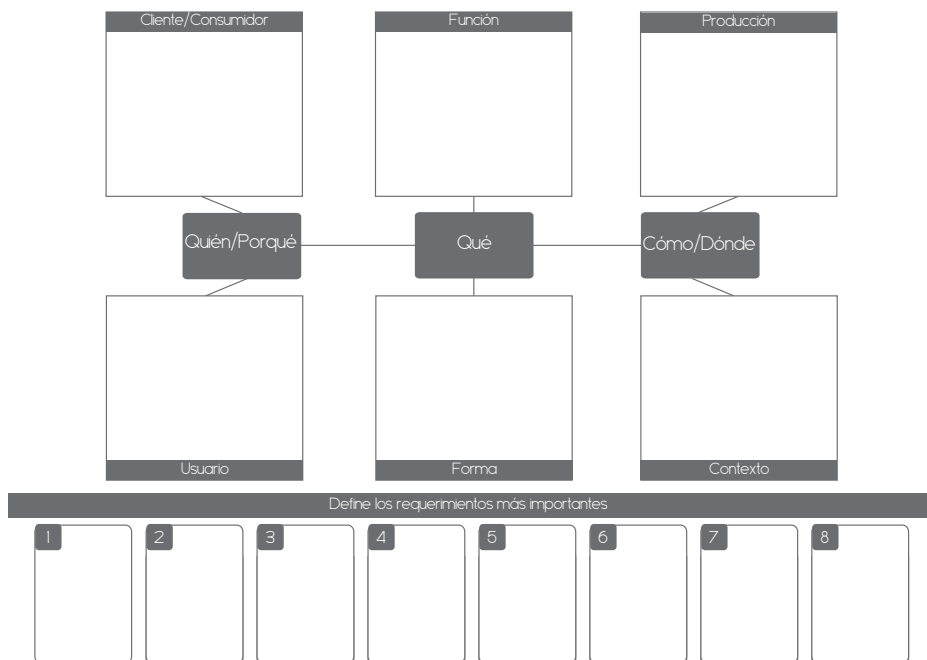 Cliente/Consumidor
Función
Producción
Quién/Porqué
Qué
Cómo/Dónde
Usuario
Forma
Contexto
Define los requerimientos más importantes
1
2
3
4
5
6
7
8